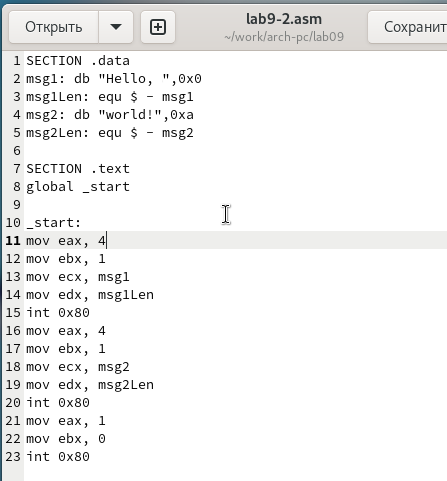 Открыть
lab9-2.asm
~/work/arch-pc/lab09
Сохранит
1 SECTION .data
2 msg1: db "Hello, ",0x0
3 msg1Len: equ $ - msg1
4 msg2: db "world!",0xa
5 msg2Len: equ $ - msg2
6
7 SECTION .text
8 global _start
9
10 _start:
11 mov eax, 4
12 mov ebx, 1
13 mov ecx, msg1
14 mov edx, msg1Len
15 int 0x80
16 mov eax, 4
17 mov ebx, 1
18 mov ecx, msg2
19 mov edx, msg2Len
20 int 0x80
21 mov eax, 1
22 mov ebx, 0
23 int 0x80